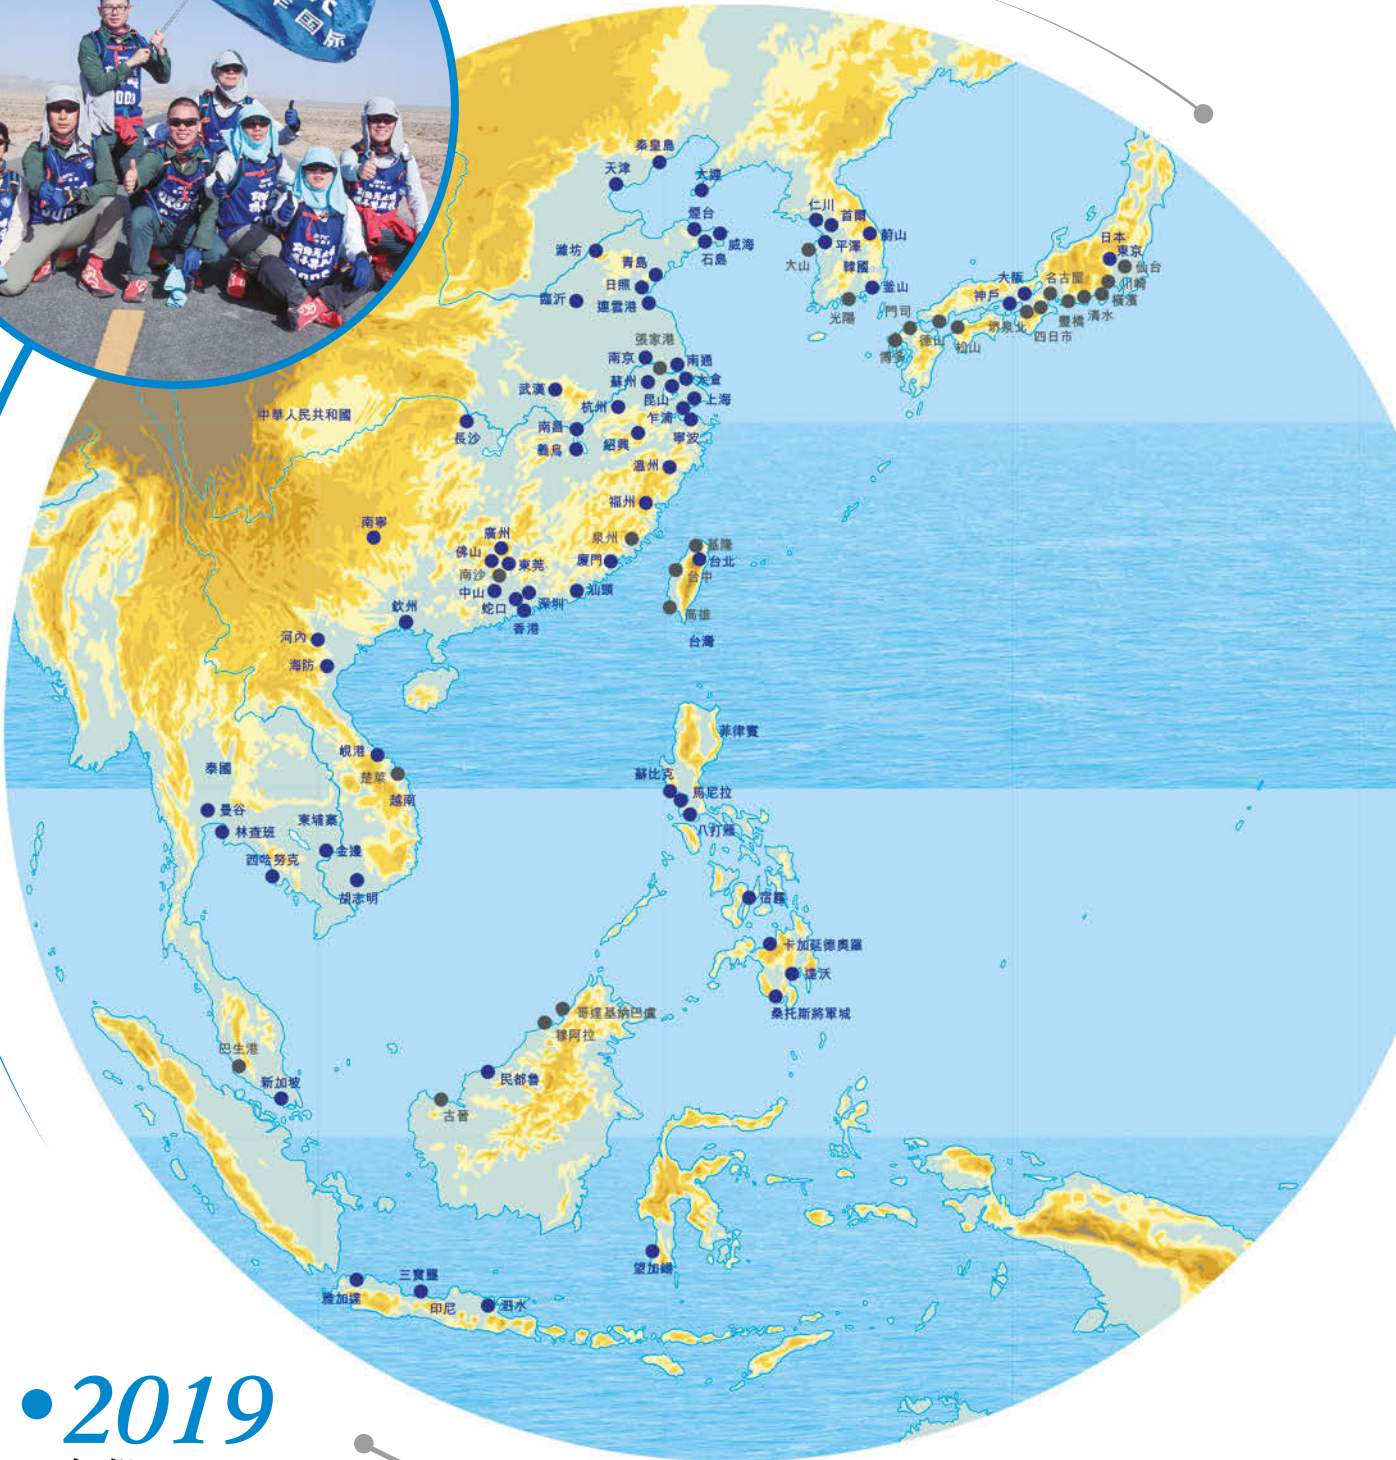 秦皇島
天津
大連
煙台
威海
石島
濰坊
青島
日照
臨沂
連雲港
仁川
首爾
蔚山
平澤
大山
韓國
釜山
光陽
日本
東京
仙台
大阪
名古屋
川崎
神戶
橫濱
清水
豐橋
堺泉北
四日市
門司
德山
松山
博多
張家港
南京
南通
蘇州
太倉
武漢
昆山
上海
杭州
乍浦
中華人民共和國
長沙
南昌
紹興
寧波
義烏
溫州
福州
南寧
廣州
泉州
基隆
佛山
東莞
廈門
台北
南沙
台中
中山
汕頭
蛇口
深圳
欽州
香港
高雄
台灣
河內
海防
峴港
楚萊
越南
泰國
曼谷
林查班
柬埔寨
金邊
西哈努克
胡志明
菲律賓
蘇比克
馬尼拉
八打雁
宿霧
卡加延德奧羅
達沃
桑托斯將軍城
哥達基納巴盧
穆阿拉
巴生港
新加坡
民都魯
古晉
望加錫
三寶壟
雅加達
印尼
泗水
•2019